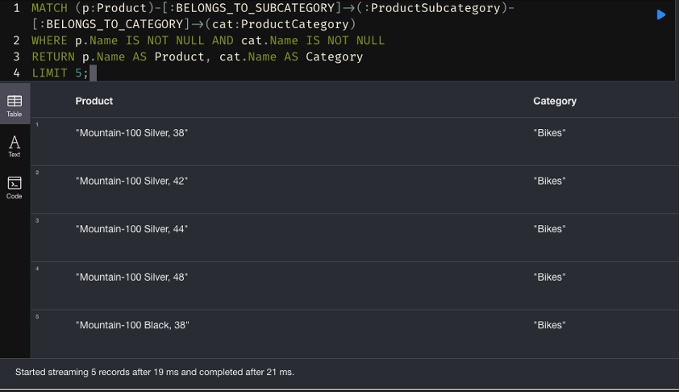 1 MATCH (p:Product)-[:BELONGS_TO_SUBCATEGORY]→(:ProductSubcategory)-
[:BELONGS_TO_CATEGORY]→(cat:ProductCategory)
2 WHERE p.Name IS NOT NULL AND cat.Name IS NOT NULL
3 RETURN p.Name AS Product, cat.Name AS Category
4 LIMIT 5;
Table
Text
Code
Product Category
1 "Mountain-100 Silver, 38" "Bikes"
2 "Mountain-100 Silver, 42" "Bikes"
3 "Mountain-100 Silver, 44" "Bikes"
4 "Mountain-100 Silver, 48" "Bikes"
5 "Mountain-100 Black, 38" "Bikes"
Started streaming 5 records after 19 ms and completed after 21 ms.